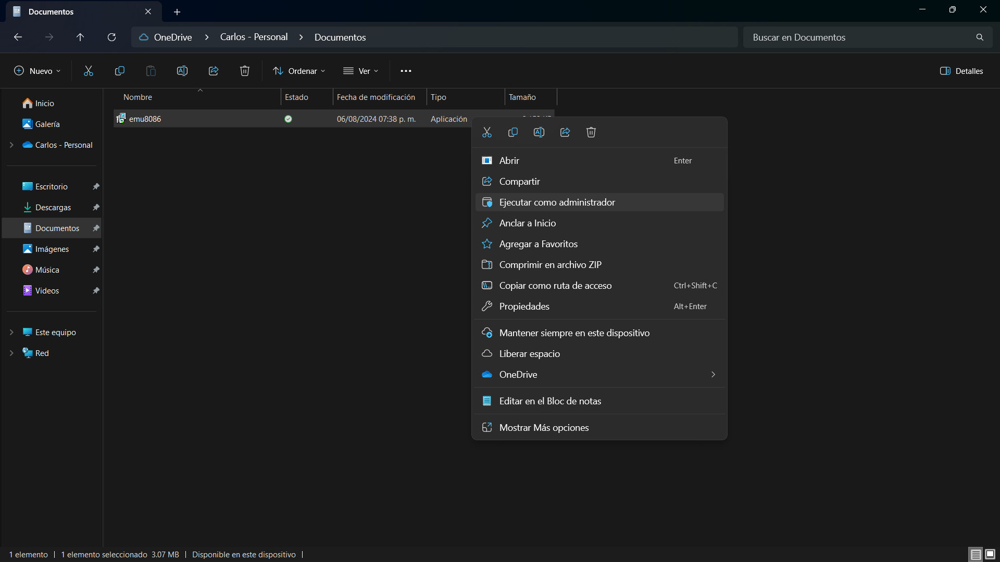 Documentos
OneDrive > Carlos - Personal > Documentos
Buscar en Documentos
Nuevo
Ordenar
Ver
Detalles
Nombre Estado Fecha de modificación Tipo Tamaño
emu8086 06/08/2024 07:38 p. m. Aplicación
Inicio
Galería
Carlos - Personal
Escritorio
Descargas
Documentos
Imágenes
Música
Videos
Este equipo
Red
Abrir Enter
Compartir
Ejecutar como administrador
Anclar a Inicio
Agregar a Favoritos
Comprimir en archivo ZIP
Copiar como ruta de acceso Ctrl+Shift+C
Propiedades Alt+Enter
Mantener siempre en este dispositivo
Liberar espacio
OneDrive
Editar en el Bloc de notas
Mostrar Más opciones
1 elemento | 1 elemento seleccionado 3.07 MB | Disponible en este dispositivo |